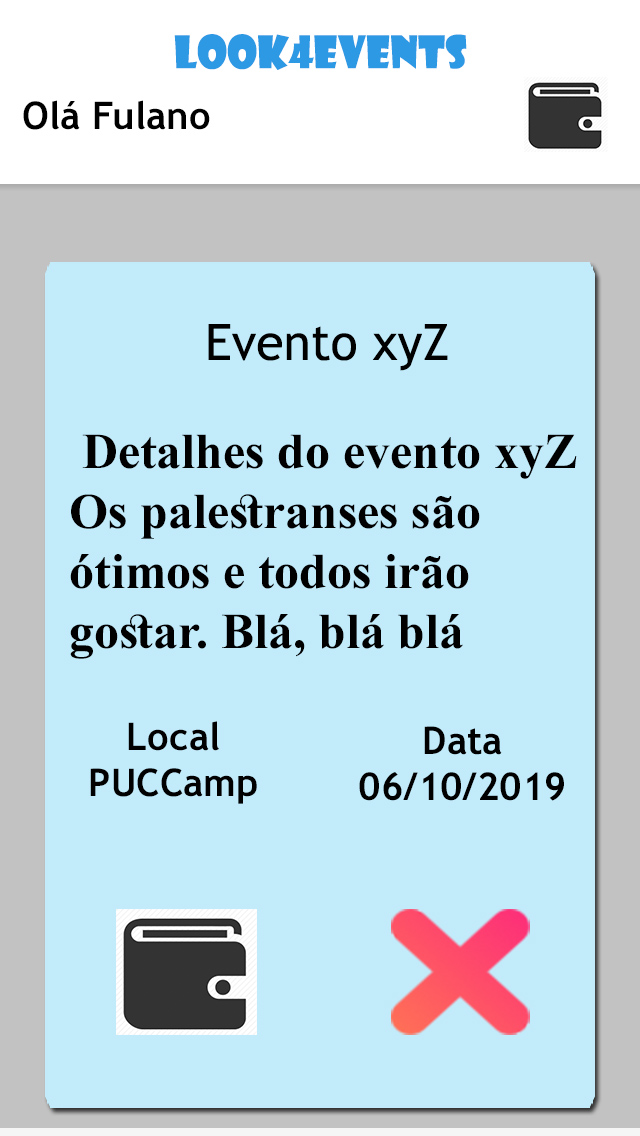 LOOK4EVENTS
Olá Fulano
Evento xyZ
Detalhes do evento xyZ
Os palestranses são
ótimos e todos irão
gostar. Blá, blá blá
Local
PUCCamp
Data
06/10/2019